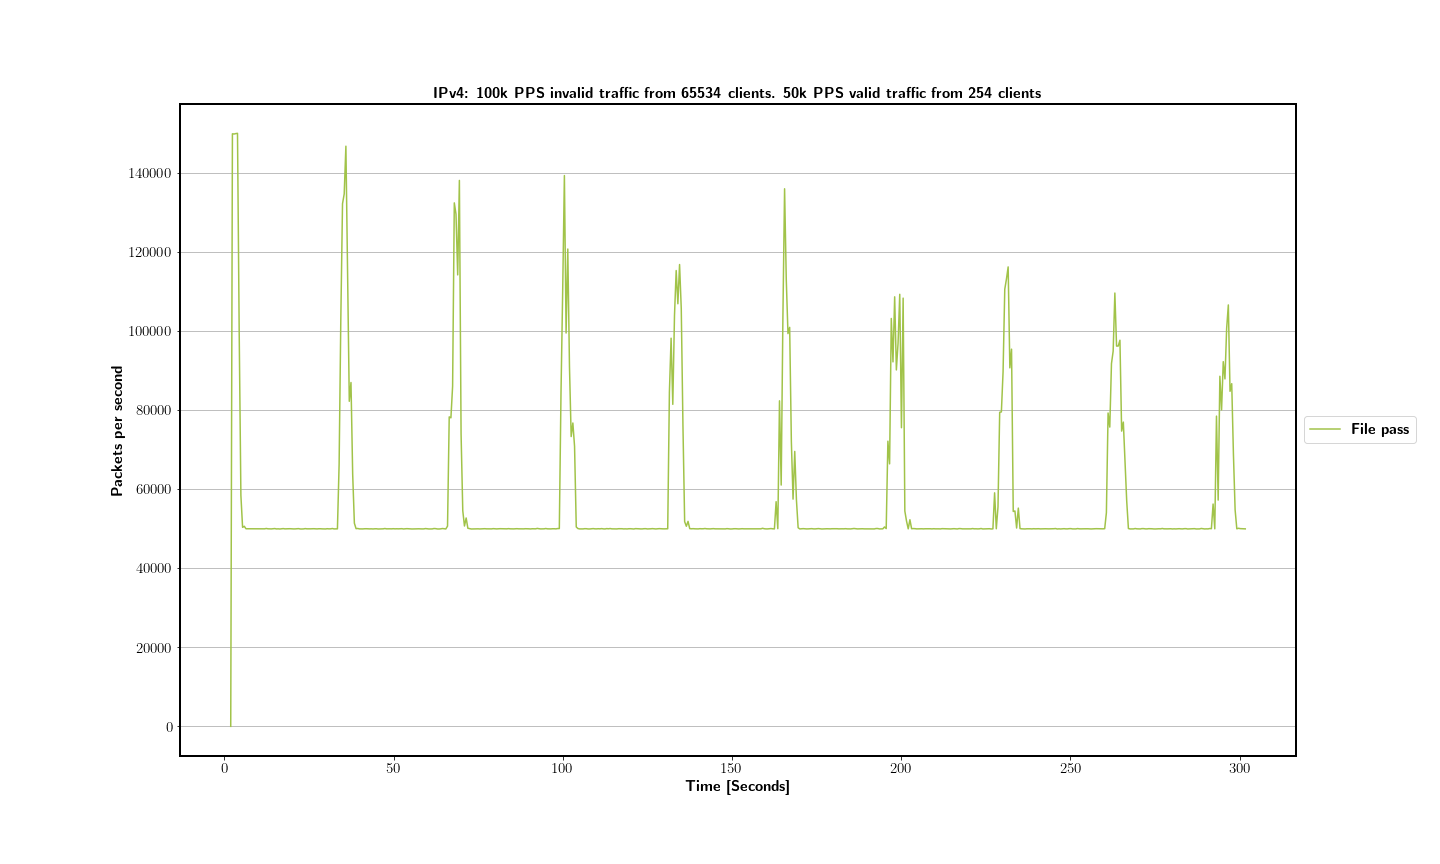 IPv4: 100k PPS invalid traffic from 65534 clients. 50k PPS valid traffic from 254 clients
Packets per second
140000
120000
100000
80000
60000
40000
20000
0
0 50 100 150 200 250 300
Time [Seconds]
File pass